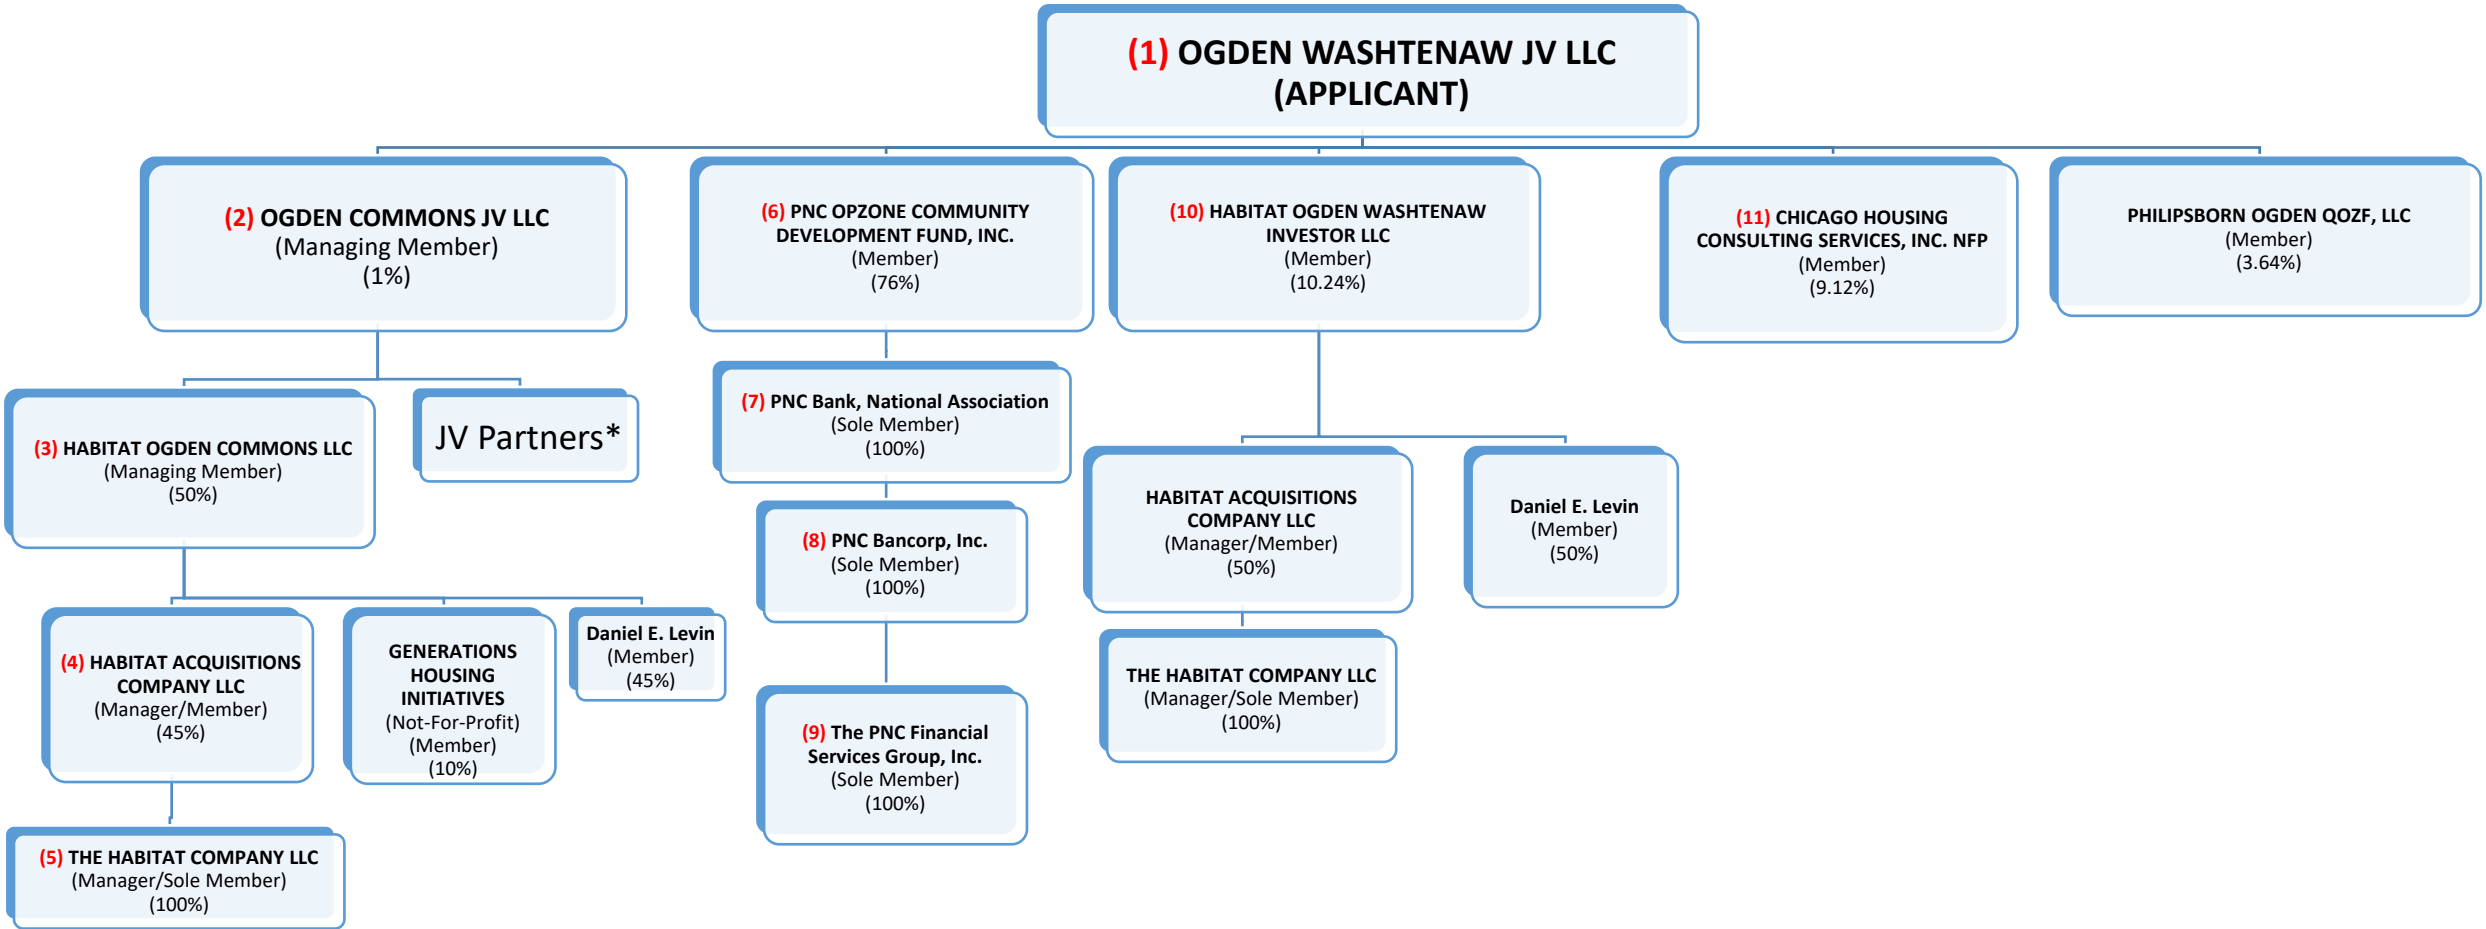 (1) OGDEN WASHTENAW JV LLC
(APPLICANT)
(2) OGDEN COMMONS JV LLC
(Managing Member)
(1%)
(6) PNC OPZONE COMMUNITY
DEVELOPMENT FUND, INC.
(Member)
(76%)
(10) HABITAT OGDEN WASHTENAW
INVESTOR LLC
(Member)
(10.24%)
(11) CHICAGO HOUSING
CONSULTING SERVICES, INC. NFP
(Member)
(9.12%)
PHILIPSBORN OGDEN QOZF, LLC
(Member)
(3.64%)
(3) HABITAT OGDEN COMMONS LLC
(Managing Member)
(50%)
JV Partners*
(7) PNC Bank, National Association
(Sole Member)
(100%)
HABITAT ACQUISITIONS
COMPANY LLC
(Manager/Member)
(50%)
Daniel E. Levin
(Member)
(50%)
(8) PNC Bancorp, Inc.
(Sole Member)
(100%)
(4) HABITAT ACQUISITIONS
COMPANY LLC
(Manager/Member)
(45%)
GENERATIONS
HOUSING
INITIATIVES
(Not-For-Profit)
(Member)
(10%)
Daniel E. Levin
(Member)
(45%)
THE HABITAT COMPANY LLC
(Manager/Sole Member)
(100%)
(9) The PNC Financial
Services Group, Inc.
(Sole Member)
(100%)
(5) THE HABITAT COMPANY LLC
(Manager/Sole Member)
(100%)